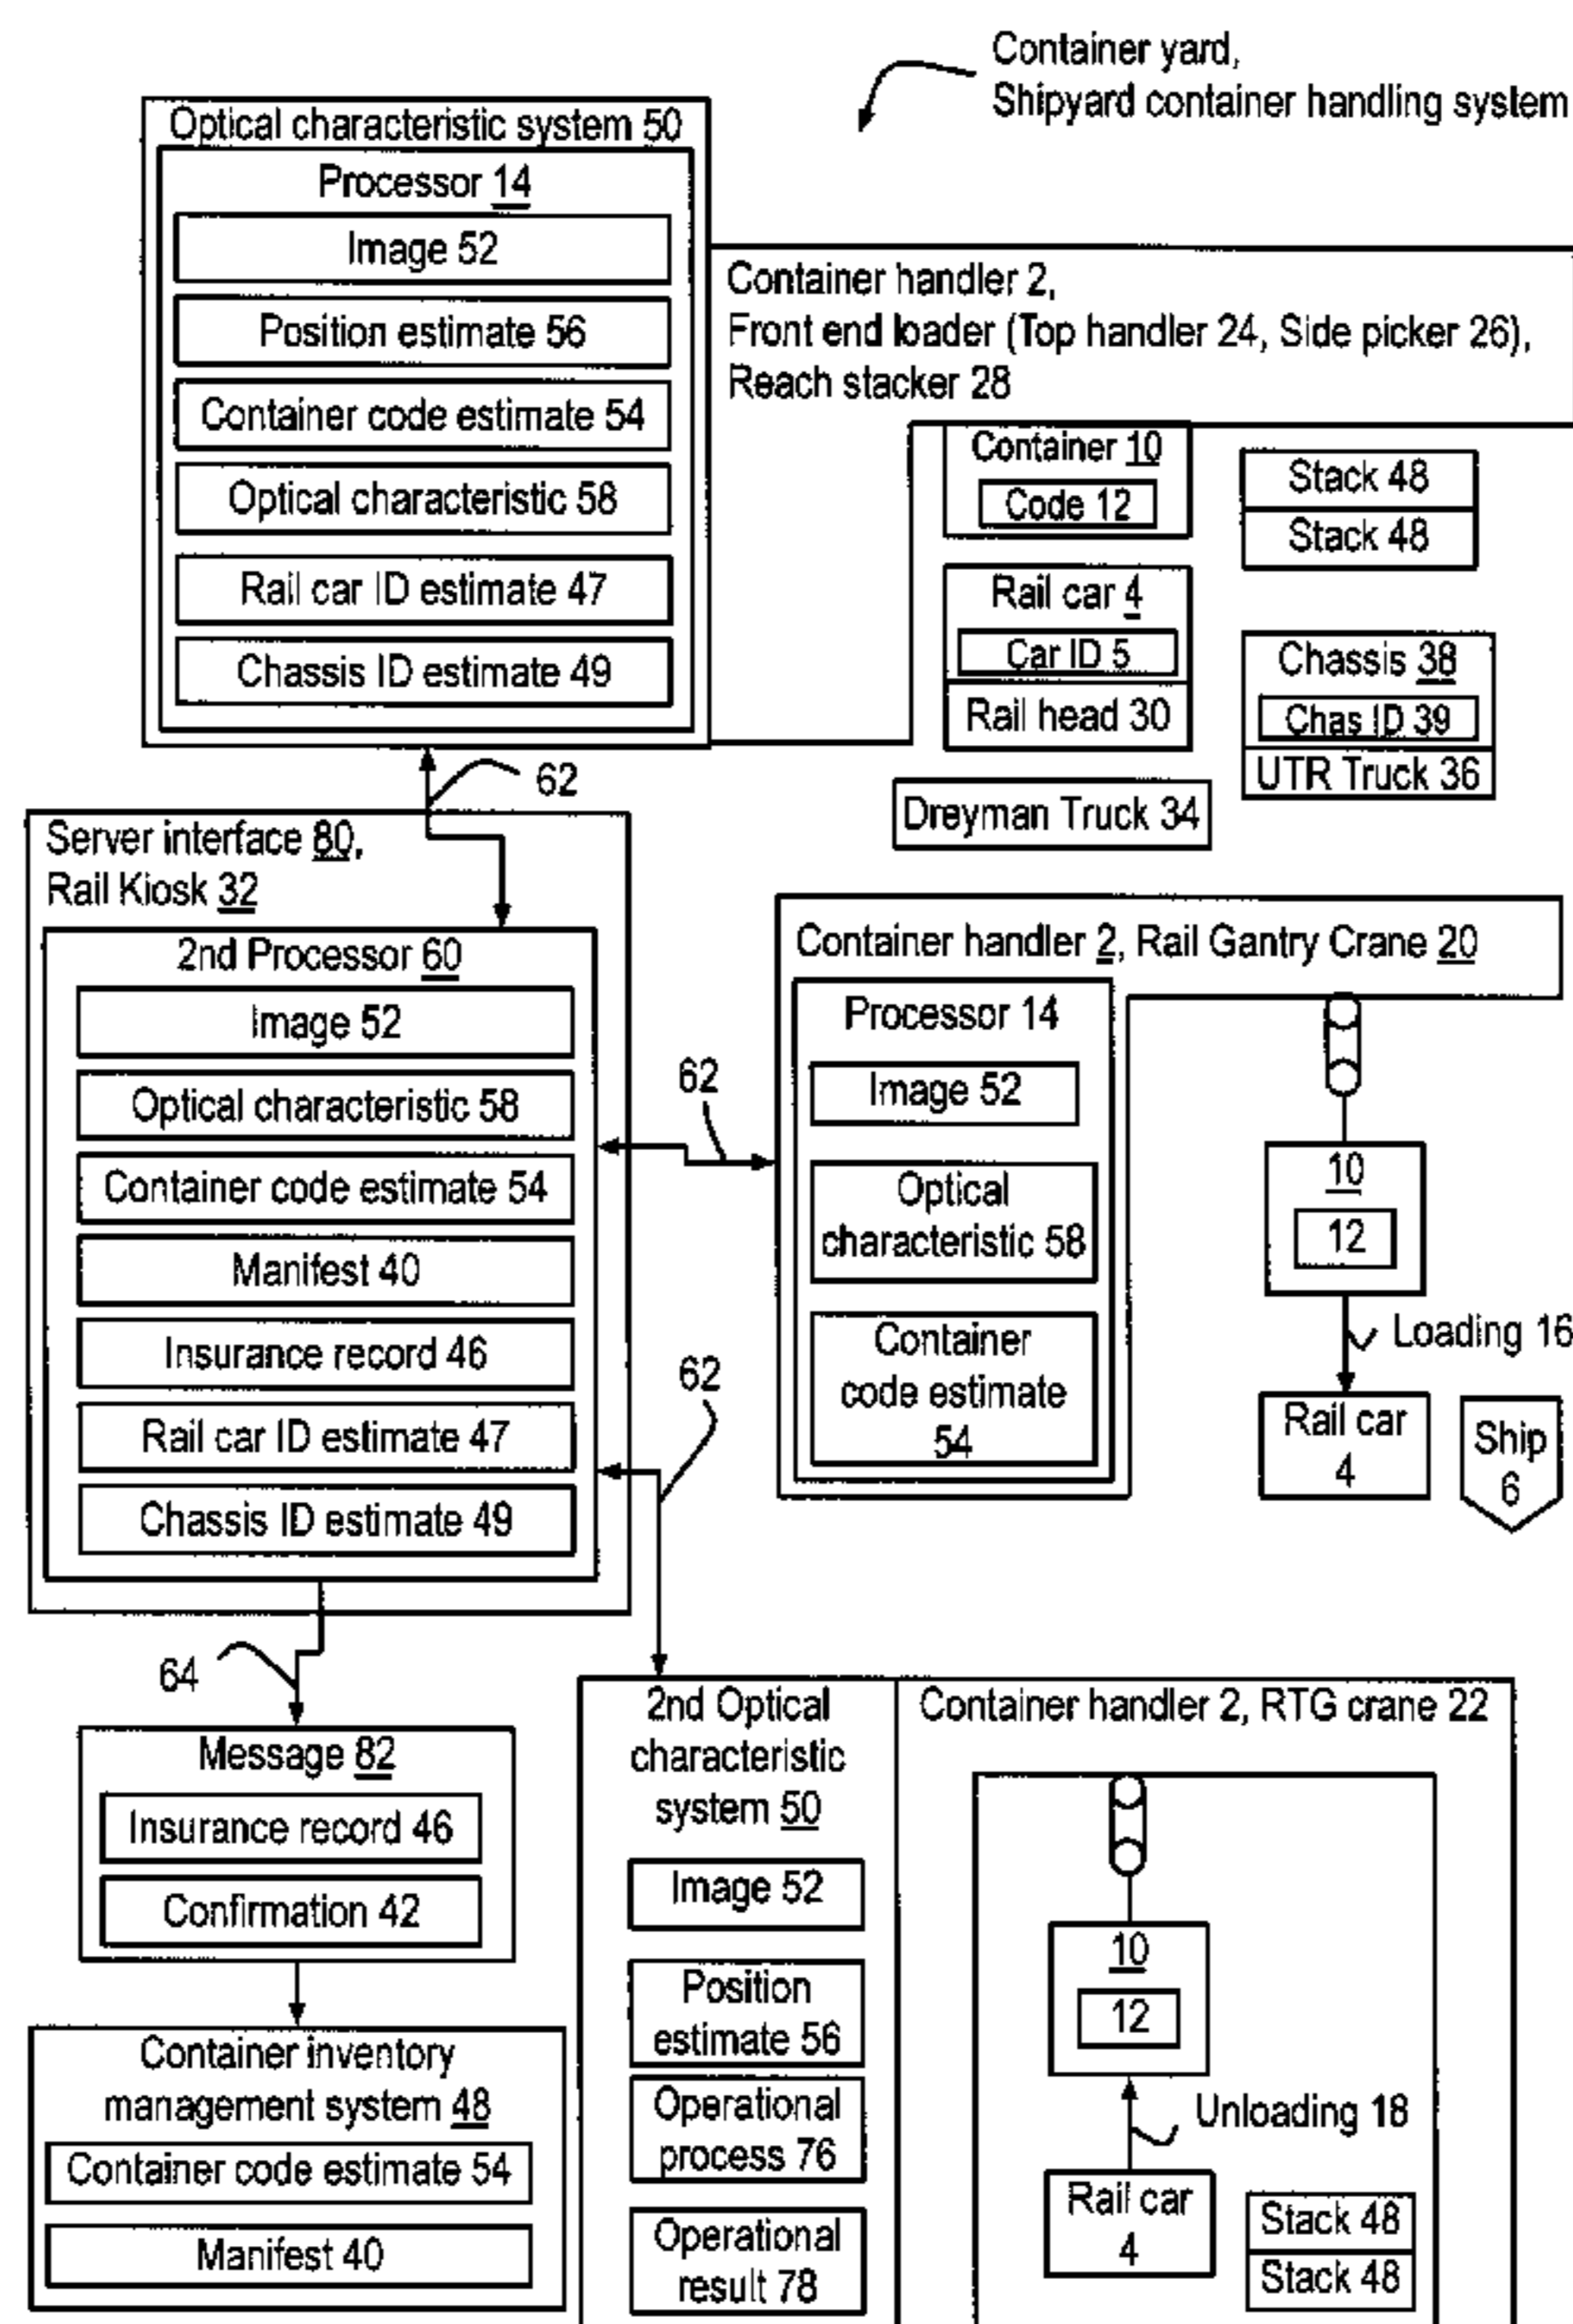 Container yard,
Shipyard container handling system
Optical characteristic system 50
Processor 14
Image 52
Position estimate 56
Container code estimate 54
Optical characteristic 58
Rail car ID estimate 47
Chassis ID estimate 49
Container handler 2,
Front end loader (Top handler 24, Side picker 26),
Reach stacker 28
Container 10
Code 12
Stack 48
Stack 48
Rail car 4
Car ID 5
Rail head 30
Chassis 38
Chas ID 39
UTR Truck 36
Dreyman Truck 34
62
Server interface 80,
Rail Kiosk 32
2nd Processor 60
Image 52
Optical characteristic 58
Container code estimate 54
Manifest 40
Insurance record 46
Rail car ID estimate 47
Chassis ID estimate 49
62
62
Container handler 2, Rail Gantry Crane 20
Processor 14
Image 52
Optical
characteristic 58
Container
code estimate
54
10
12
Loading 16
Rail car
4
Ship
6
64
Message 82
Insurance record 46
Confirmation 42
Container inventory
management system 48
Container code estimate 54
Manifest 40
2nd Optical
characteristic
system 50
Image 52
Position
estimate 56
Operational
process 76
Operational
result 78
Container handler 2, RTG crane 22
10
12
Unloading 18
Rail car
4
Stack 48
Stack 48